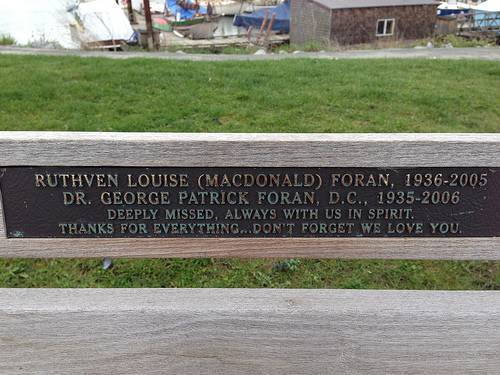 RUTHVEN LOUISE (MACDONALD) FORAN, 1936-2005
DR. GEORGE PATRICK FORAN, D.C., 1935-2006
DEEPLY MISSED, ALWAYS WITH US IN SPIRIT.
THANKS FOR EVERYTHING...DON'T FORGET WE LOVE YOU.